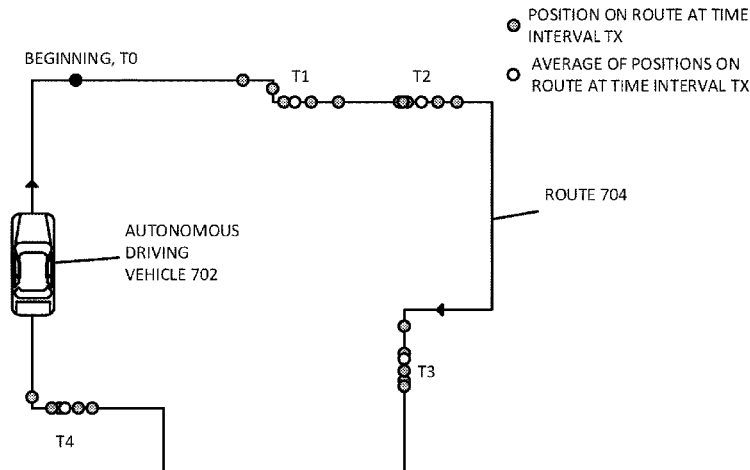 POSITION ON ROUTE AT TIME
INTERVAL TX
AVERAGE OF POSITIONS ON
ROUTE AT TIME INTERVAL TX
BEGINNING, T0
T1
T2
ROUTE 704
AUTONOMOUS
DRIVING
VEHICLE 702
T3
T4